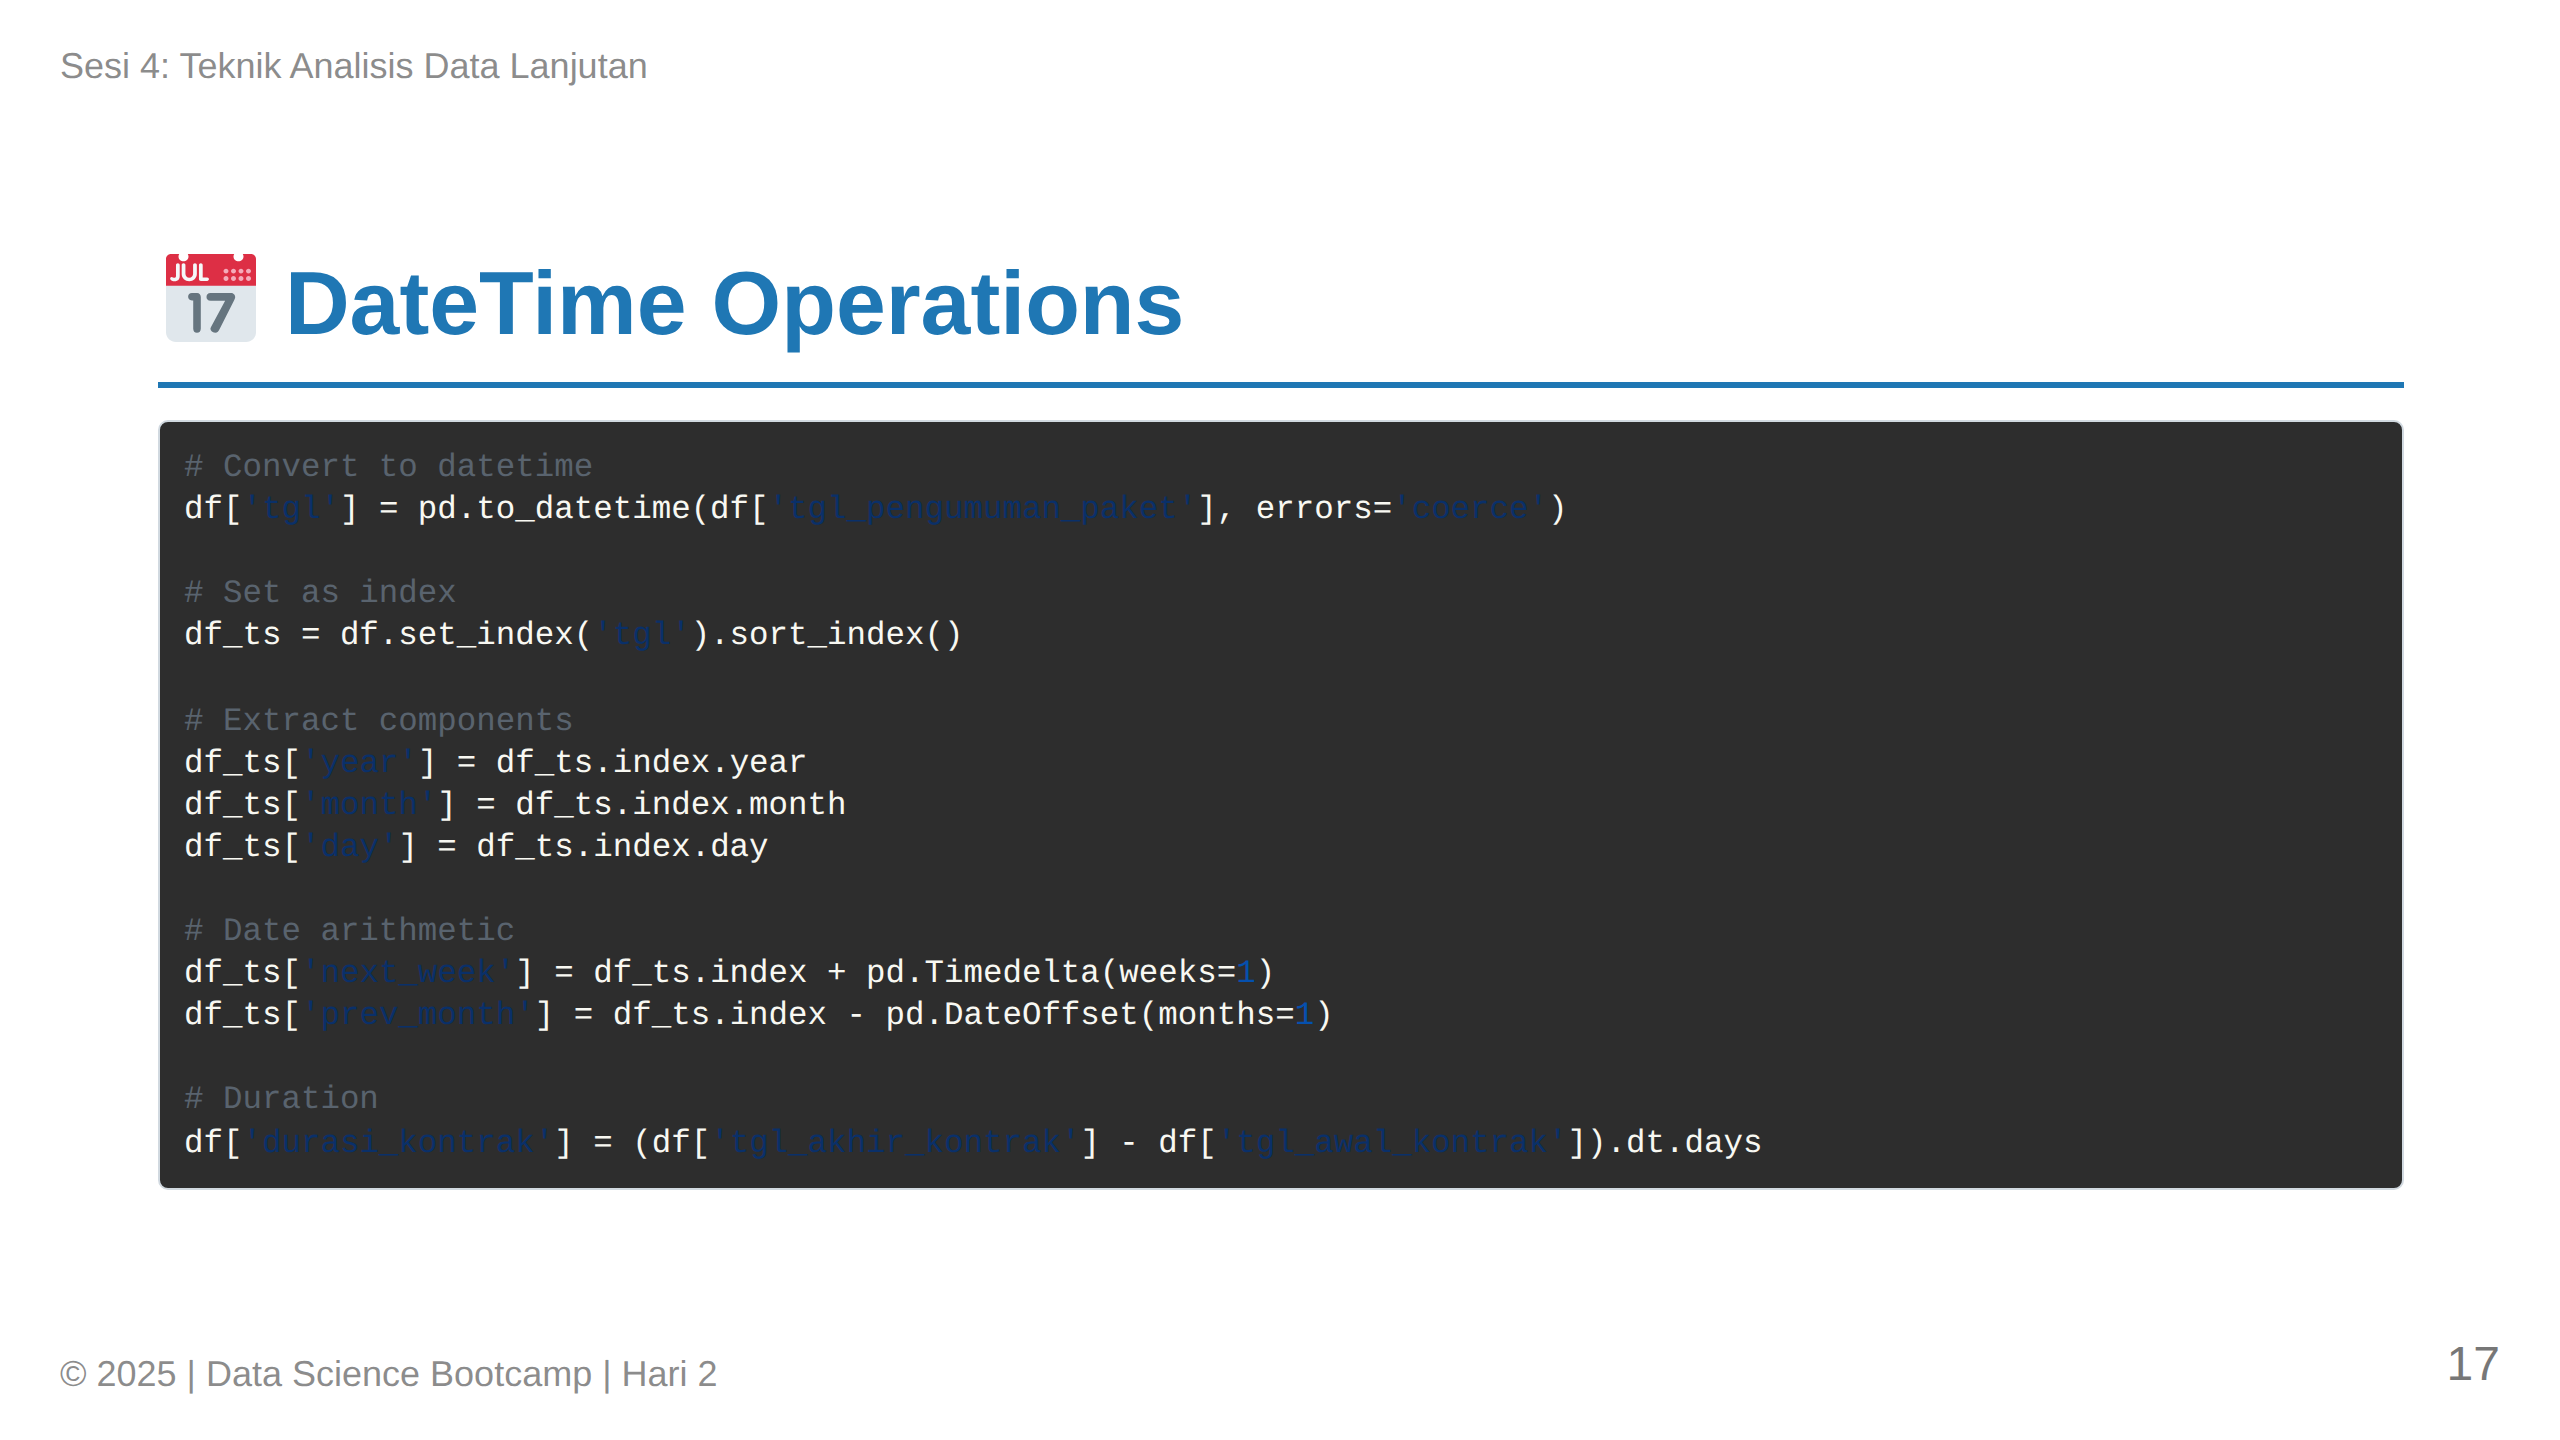 Sesi 4: Teknik Analisis Data Lanjutan
JUL
17
DateTime Operations
# Convert to datetime
df['tgl'] = pd.to_datetime(df['tgl_pengumuman_paket'], errors='coerce')
# Set as index
df_ts = df.set_index('tgl').sort_index()
# Extract components
df_ts['year'] = df_ts.index.year
df_ts['month'] = df_ts.index.month
df_ts['day'] = df_ts.index.day
# Date arithmetic
df_ts['next_week'] = df_ts.index + pd.Timedelta(weeks=1)
df_ts['prev_month'] = df_ts.index - pd.DateOffset(months=1)
# Duration
df['durasi_kontrak'] = (df['tgl_akhir_kontrak'] - df['tgl_awal_kontrak']).dt.days
© 2025 | Data Science Bootcamp | Hari 2
17